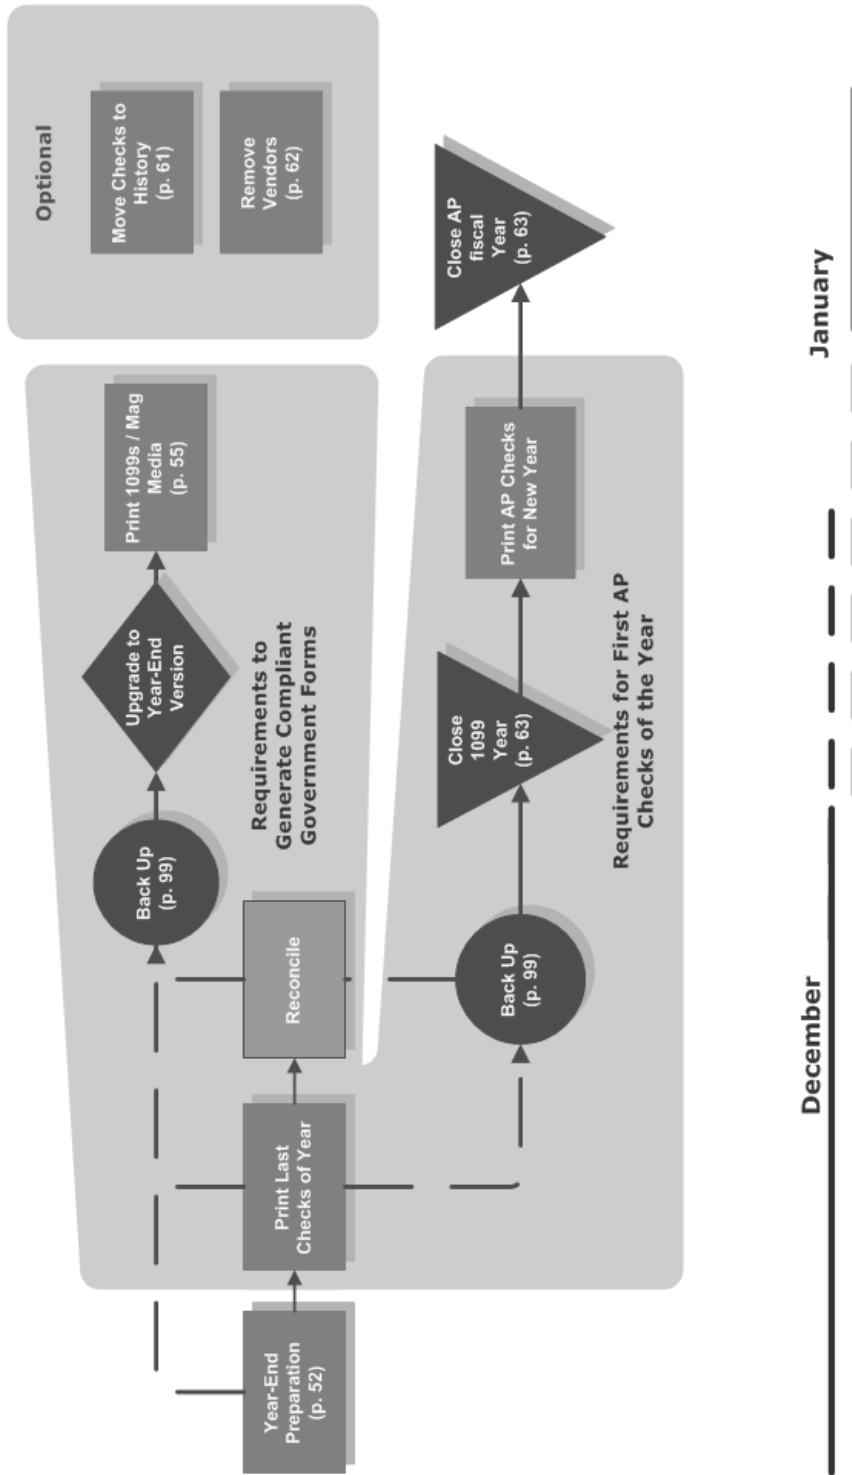 Optional
Move Checks to
History
(p. 61)
Remove
Vendors
(p. 62)
Print 1099s / Mag
Media
(p. 55)
Upgrade to
Year-End
Version
Back Up
(p. 99)
Requirements to
Generate Compliant
Government Forms
Year-End
Preparation
(p. 52)
Print Last
Checks of Year
Reconcile
Back Up
(p. 99)
Close
1099
Year
(p. 63)
Print AP Checks
for New Year
Close AP
fiscal
Year
(p. 63)
Requirements for First AP
Checks of the Year
December
January